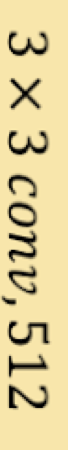 3 × 3 conv, 512